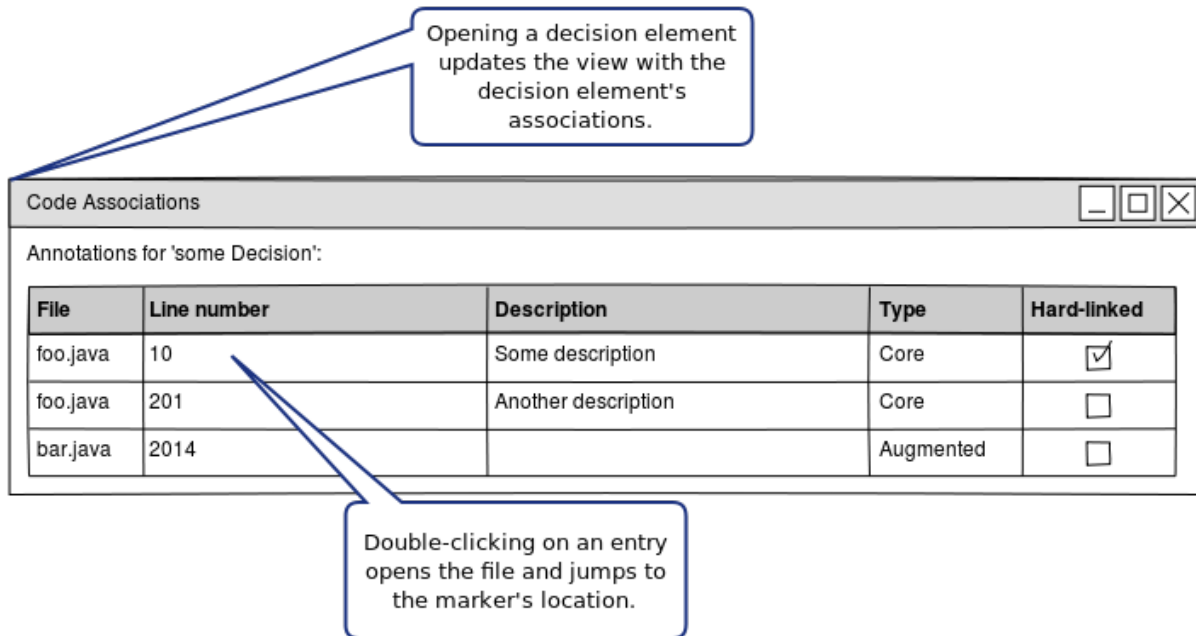 Opening a decision element
updates the view with the
decision element's
associations.
Code Associations
Annotations for 'some Decision':
File Line number Description Type Hard-linked
foo.java 10 Some description Core
foo.java 201 Another description Core
bar.java 2014 Augmented
Double-clicking on an entry
opens the file and jumps to
the marker's location.